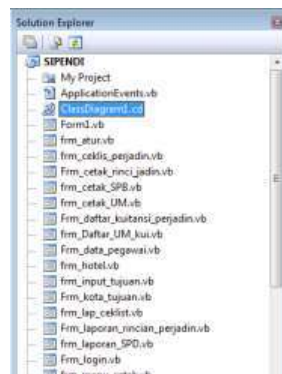 Solution Explorer
SIPENDI
My Project
ApplicationEvents.vb
ClassDiagram1.cd
Form1.vb
frm_atur.vb
frm_ceklis_perjadin.vb
Frm_cetak_rinci_jadin.vb
frm_cetak_SPB.vb
frm_cetak_UM.vb
Frm_daftar_kuitansi_perjadin.vb
frm_Daftar_UM_kui.vb
Frm_data_pegawai.vb
frm_hotel.vb
frm_input_tujuan.vb
Frm_kota_tujuan.vb
frm_lap_ceklist.vb
Frm_laporan_rincian_perjadin.vb
frm_laporan_SPD.vb
Frm_login.vb